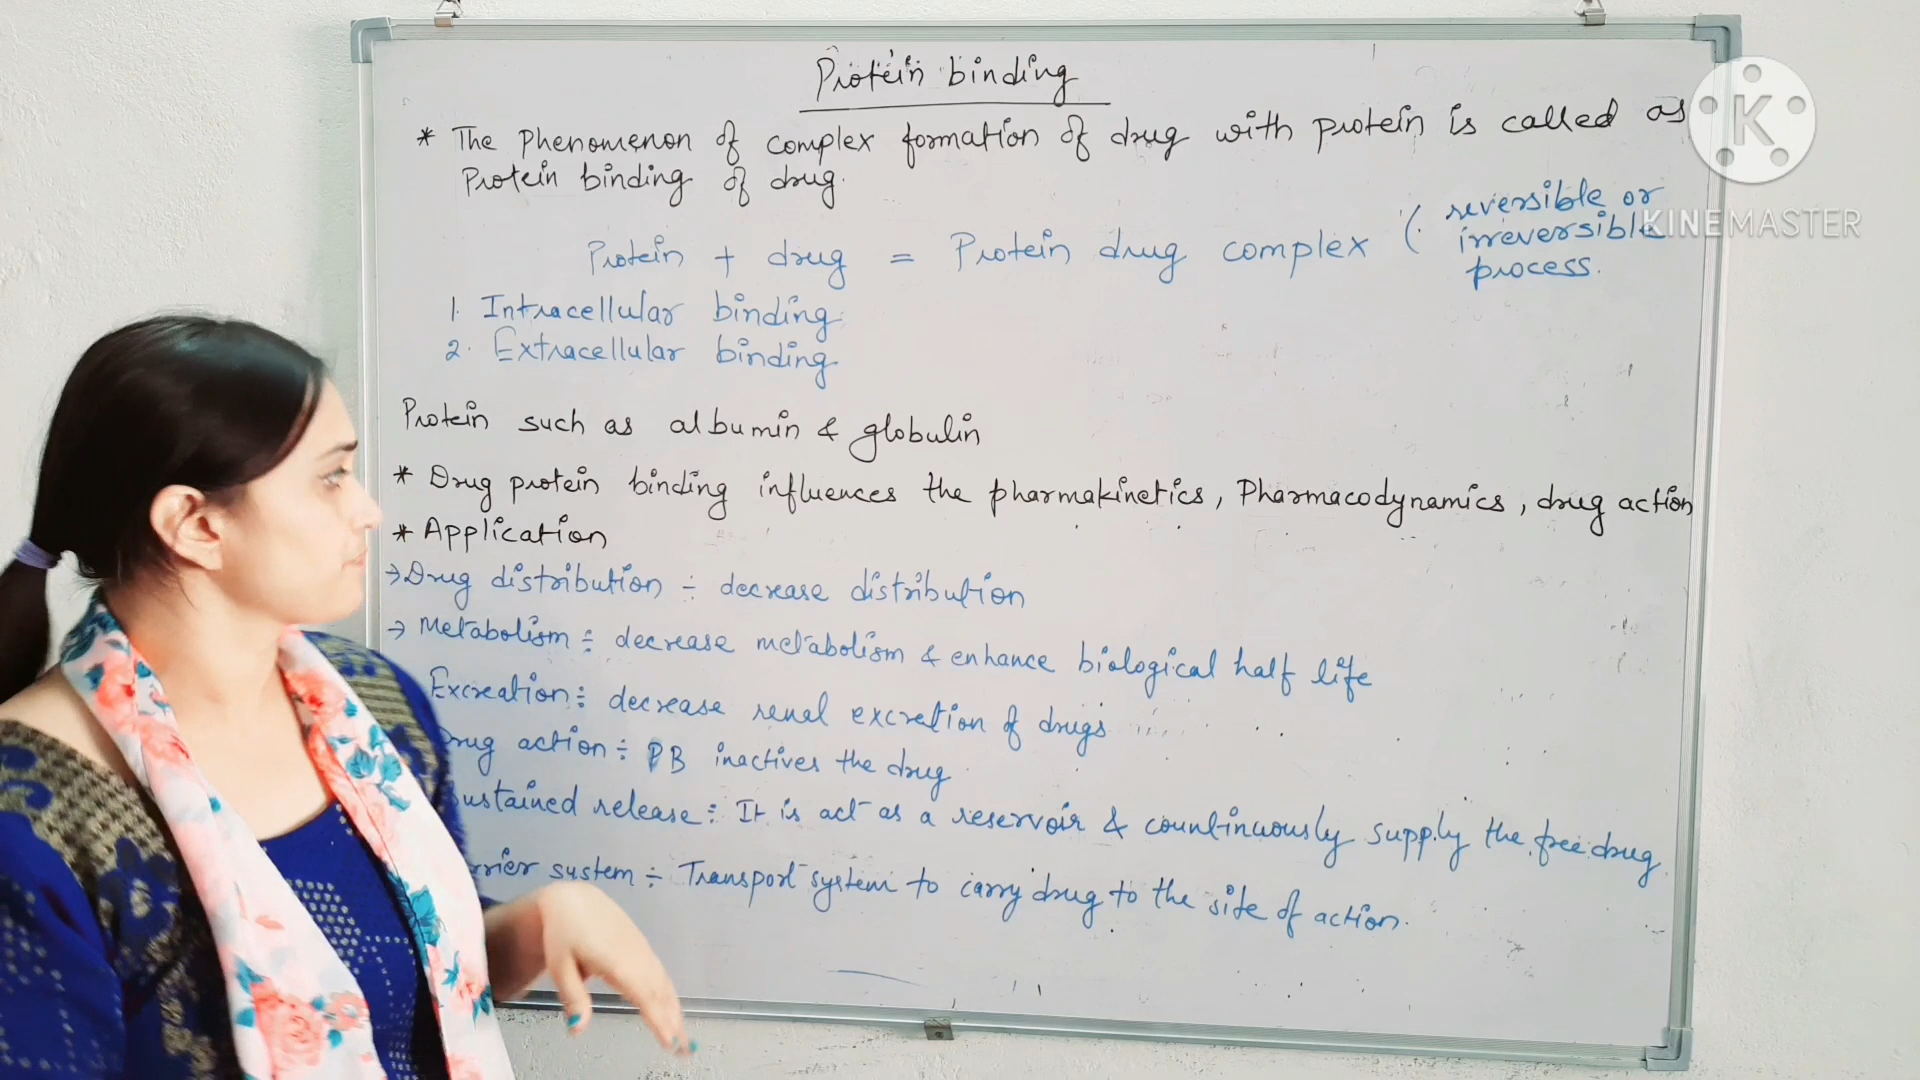 Protein binding
* The Phenomenon of complex formation of drug with protein is called as
Protein binding of drug.
Protein + drug = Protein drug complex ( reversible or
irreversible
process.
1. Intracellular binding
2. Extracellular binding
Protein such as albumin & globulin
* Drug protein binding influences the pharmakinetics, Pharmacodynamics, drug action
* Application
→ Drug distribution ÷ decrease distribution
→ Metabolism ÷ decrease metabolism & enhance biological half life
Excreation ÷ decrease renal excretion of drugs
rug action ÷ PB inactives the drug
ustained release ÷ It is act as a reservoir & countinuously supply the free drug
rrier system ÷ Transport system to carry drug to the site of action.
K
KINEMASTER